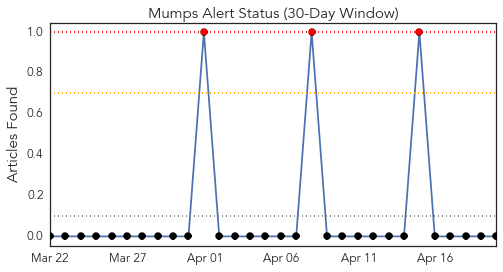 Mumps Alert Status (30-Day Window)
Articles Found
1.0
0.8
0.6
0.4
0.2
0.0
Mar 22 Mar 27 Apr 01 Apr 06 Apr 11 Apr 16